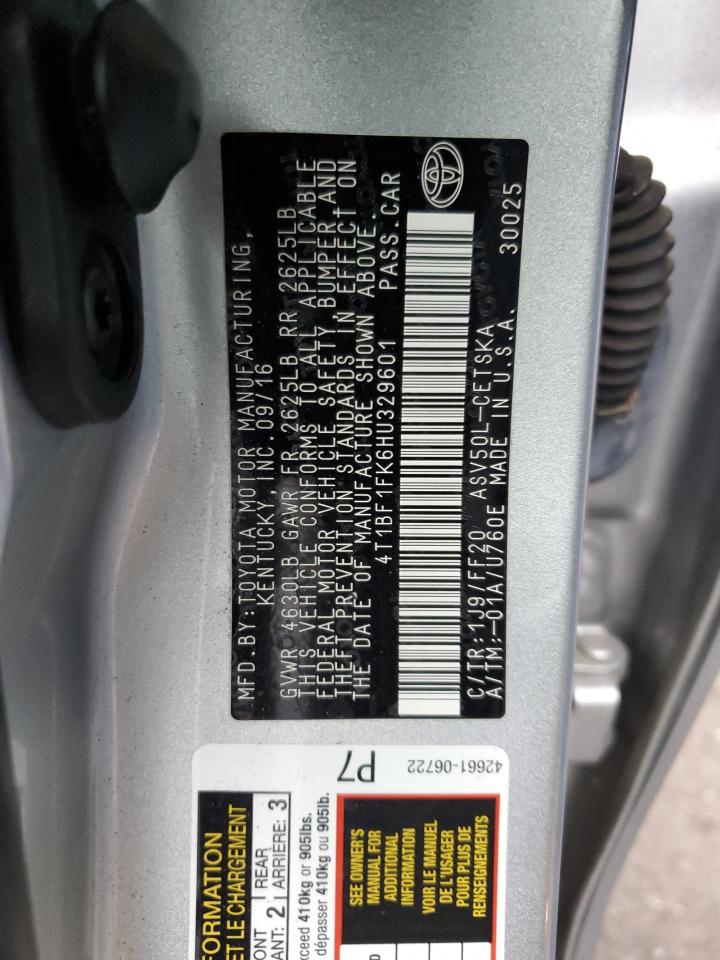 MFD.BY:TOYOTA MOTOR MANUFACTURING,
KENTUCKY, INC.09/16
GVWR 4630LB GAWR FR 2625LB RR 2625LB
THIS VEHICLE CONFORMS TO ALL APPLICABLE
FEDERAL MOTOR VEHICLE SAFETY, BUMPER,AND
THEFT PREVENTION STANDARDS IN EFFECT ON
THE DATE OF MANUFACTURE SHOWN ABOVE.
4T1BF1FK6HU329601 PASS.CAR
C/TR:1J9/FF20 ASV50L-CETSKA
A/TM:-01A/U760E MADE IN U.S.A. 30025
P7
42661-06722
FORMATION
ET LE CHARGEMENT
ONT 2 REAR 3
ANT: ARRIÈRE:
xceed 410kg or 905lbs.
dépasser 410kg ou 905lb.
SEE OWNER'S
MANUAL FOR
ADDITIONAL
INFORMATION
VOIR LE MANUEL
DE L'USAGER
POUR PLUS DE
RENSEIGNEMENTS